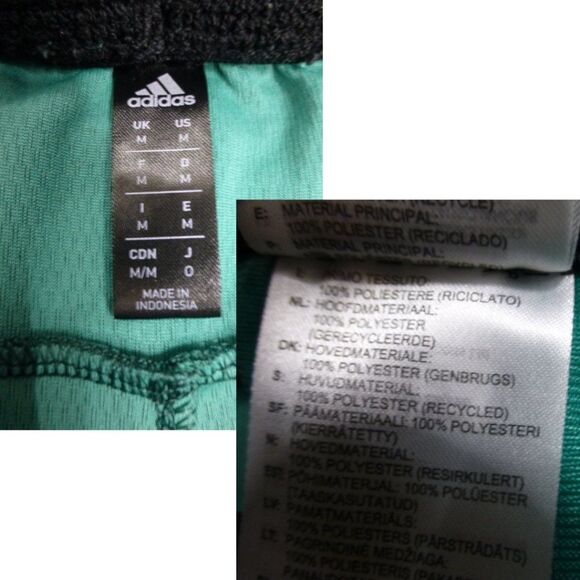 adidas
UK US
M M
F D
M M
I E
M M
CDN J
M/M O
MADE IN
INDONESIA
E: MATERIAL PRINCIPAL:
100% POLIESTER (RECICLADO)
P: MATERIAL PRINCIPAL:
TESSUTO:
100% POLIESTERE (RICICLATO)
NL: HOOFDMATERIAAL:
100% POLYESTER
(GERECYCLEERDE)
DK: HOVEDMATERIALE:
100% POLYESTER (GENBRUGS)
S: HUVUDMATERIAL:
100% POLYESTER (RECYCLED)
SF: PÄÄMATERIAALI: 100% POLYESTERI
(KIERRÄTETTY)
N: HOVEDMATERIAL:
100% POLYESTER (RESIRKULERT)
EST: PÕHIMATERJAL: 100% POLÜESTER
(TAASKASUTATUD)
LV: PAMATMATERIĀLS:
100% POLIESTERS (PĀRSTRĀDĀTS)
LT: PAGRINDINĖ MEDŽIAGA
100% POLIESTERIS